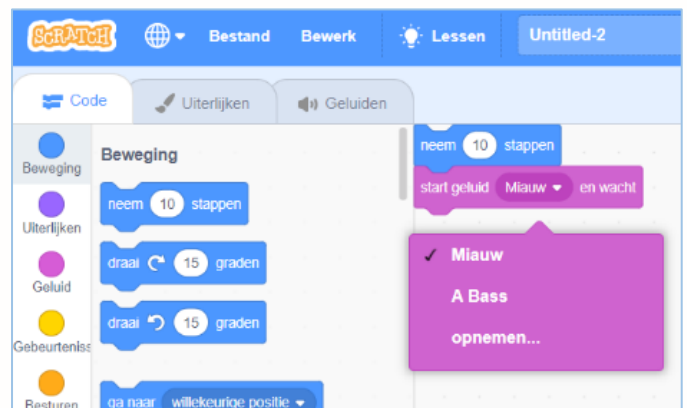 SCRATCH Bestand Bewerk Lessen Untitled-2
Code Uiterlijken Geluiden
Beweging
Uiterlijken
Geluid
Gebeurteniss
Besturen
Beweging
neem 10 stappen
draai 15 graden
draai 15 graden
ga naar willekeurige positie
neem 10 stappen
start geluid Miauw en wacht
✓ Miauw
A Bass
opnemen...